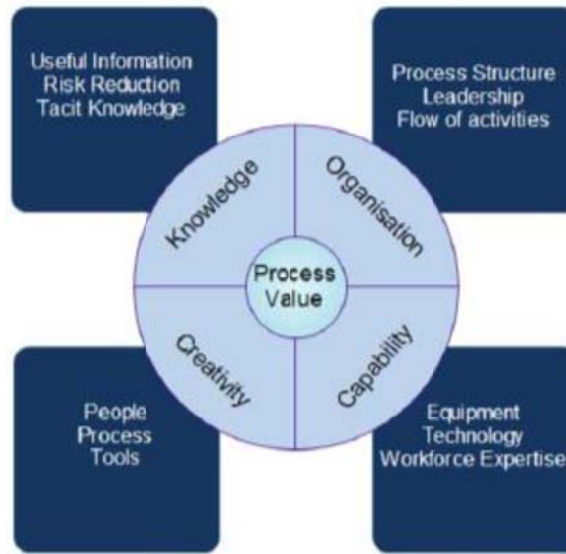 Useful Information
Risk Reduction
Tacit Knowledge
Process Structure
Leadership
Flow of activities
Knowledge
Organisation
Process
Value
Creativity
Capability
People
Process
Tools
Equipment
Technology
Workforce Expertise